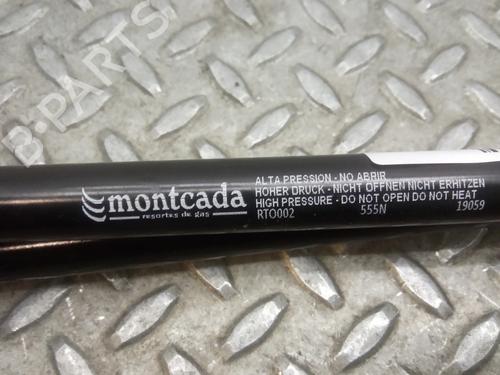 B-PARTS
montcada
resortes de gas
ALTA PRESSION - NO ABRIR
HOHER DRUCK - NICHT OFFNEN NICHT ERHITZEN
HIGH PRESSURE - DO NOT OPEN DO NOT HEAT
RTO002 555N 19059